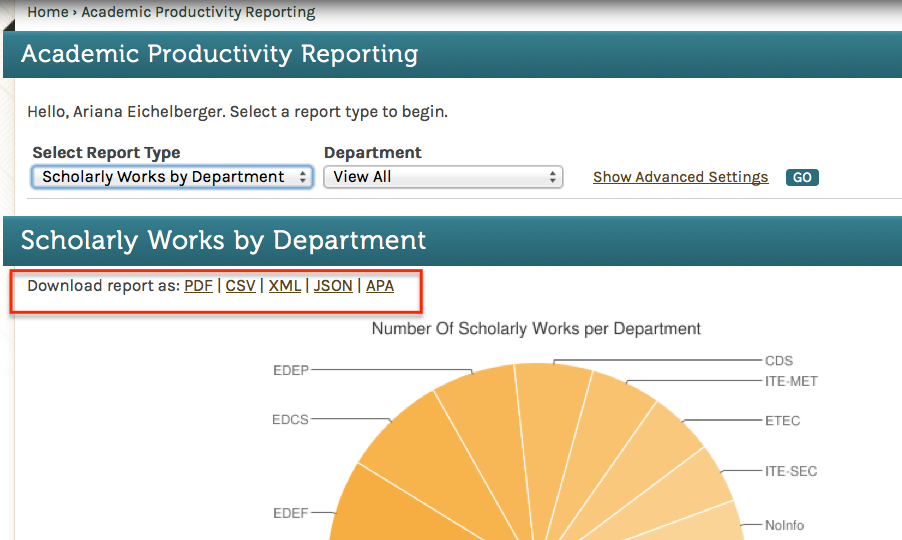 Home › Academic Productivity Reporting
Academic Productivity Reporting
Hello, Ariana Eichelberger. Select a report type to begin.
Select Report Type Department
Scholarly Works by Department View All Show Advanced Settings GO
Scholarly Works by Department
Download report as: PDF | CSV | XML | JSON | APA
Number Of Scholarly Works per Department
EDEP CDS
ITE-MET
EDCS ETEC
ITE-SEC
EDEF NoInfo